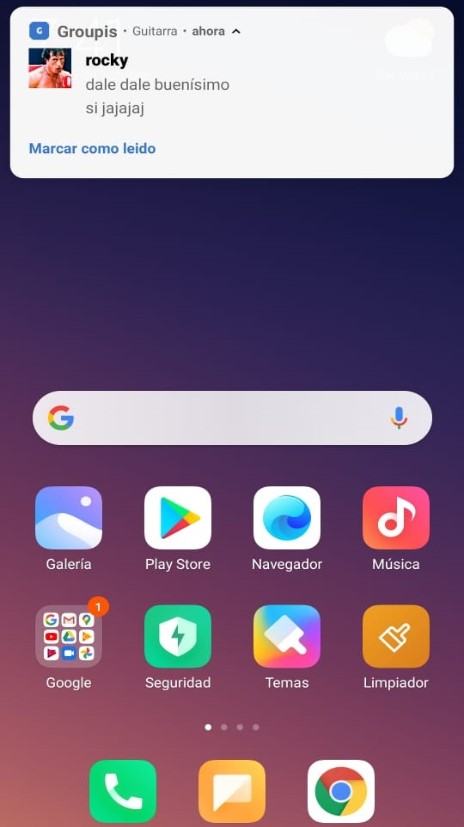 Groupis · Guitarra · ahora
rocky
dale dale buenísimo
si jajajaj
Marcar como leido
Galería
Play Store
Navegador
Música
1
Google
Seguridad
Temas
Limpiador